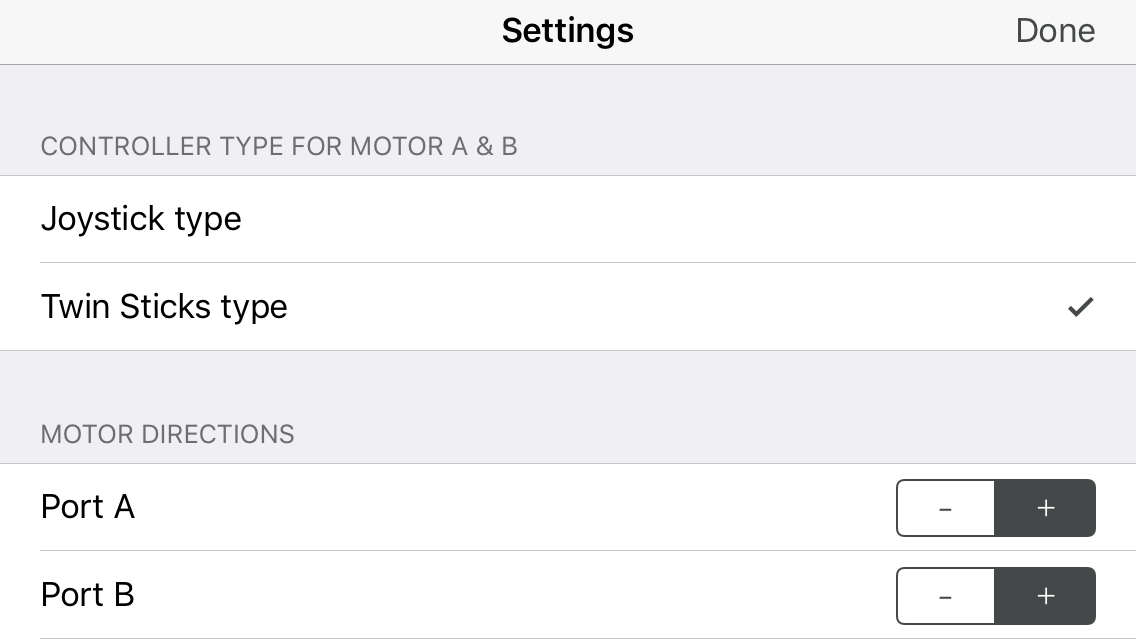 Settings
Done
CONTROLLER TYPE FOR MOTOR A & B
Joystick type
Twin Sticks type
MOTOR DIRECTIONS
Port A
- +
Port B
- +